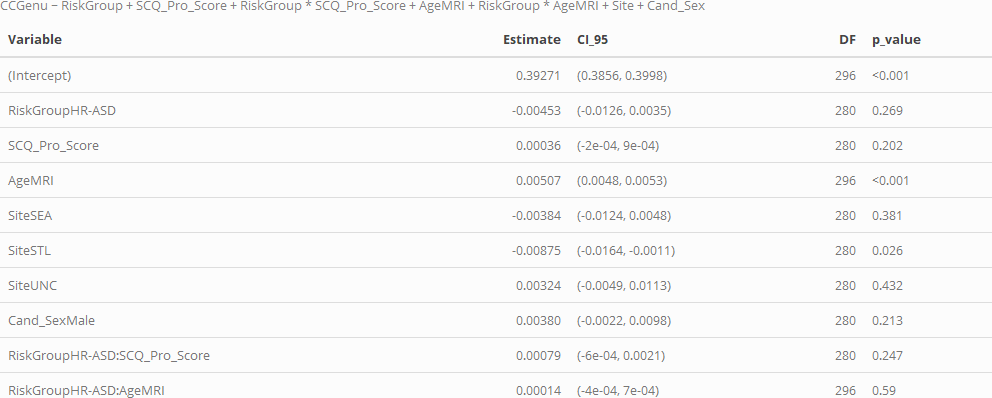 CCGenu ~ RiskGroup + SCQ_Pro_Score + RiskGroup * SCQ_Pro_Score + AgeMRI + RiskGroup * AgeMRI + Site + Cand_Sex
Variable Estimate CI_95 DF p_value
(Intercept) 0.39271 (0.3856, 0.3998) 296 <0.001
RiskGroupHR-ASD -0.00453 (-0.0126, 0.0035) 280 0.269
SCQ_Pro_Score 0.00036 (-2e-04, 9e-04) 280 0.202
AgeMRI 0.00507 (0.0048, 0.0053) 296 <0.001
SiteSEA -0.00384 (-0.0124, 0.0048) 280 0.381
SiteSTL -0.00875 (-0.0164, -0.0011) 280 0.026
SiteUNC 0.00324 (-0.0049, 0.0113) 280 0.432
Cand_SexMale 0.00380 (-0.0022, 0.0098) 280 0.213
RiskGroupHR-ASD:SCQ_Pro_Score 0.00079 (-6e-04, 0.0021) 280 0.247
RiskGroupHR-ASD:AgeMRI 0.00014 (-4e-04, 7e-04) 296 0.59